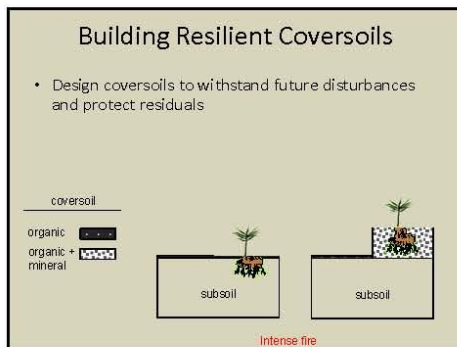 Building Resilient Coversoils
• Design coversoils to withstand future disturbances
and protect residuals
coversoil
organic
organic +
mineral
subsoil
subsoil
Intense fire